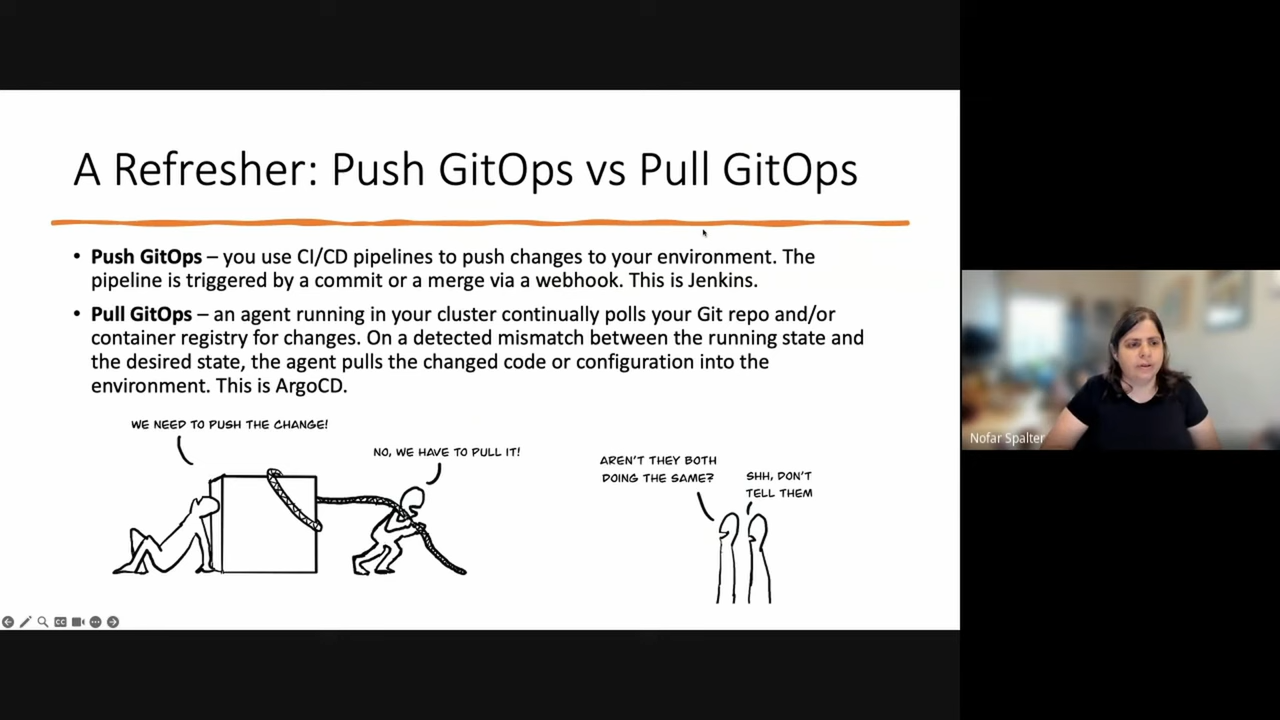 A Refresher: Push GitOps vs Pull GitOps
• Push GitOps – you use CI/CD pipelines to push changes to your environment. The
pipeline is triggered by a commit or a merge via a webhook. This is Jenkins.
• Pull GitOps – an agent running in your cluster continually polls your Git repo and/or
container registry for changes. On a detected mismatch between the running state and
the desired state, the agent pulls the changed code or configuration into the
environment. This is ArgoCD.
WE NEED TO PUSH THE CHANGE!
NO, WE HAVE TO PULL IT!
AREN'T THEY BOTH
DOING THE SAME?
SHH, DON'T
TELL THEM
Nofar Spalter
CC